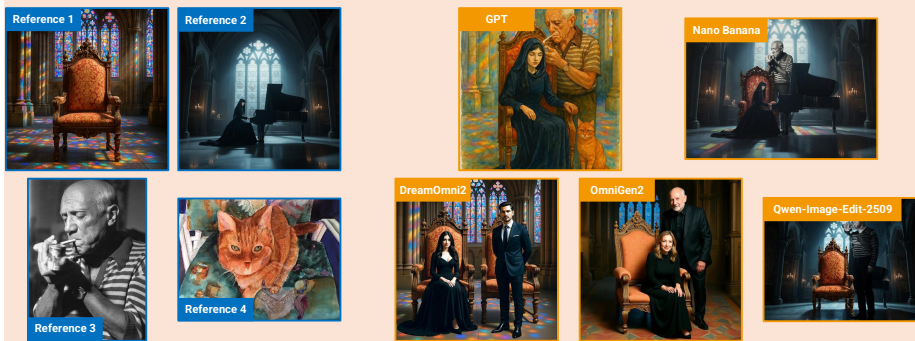 Reference 1
Reference 2
GPT
Nano Banana
Reference 3
Reference 4
DreamOmni2
OmniGen2
Qwen-Image-Edit-2509